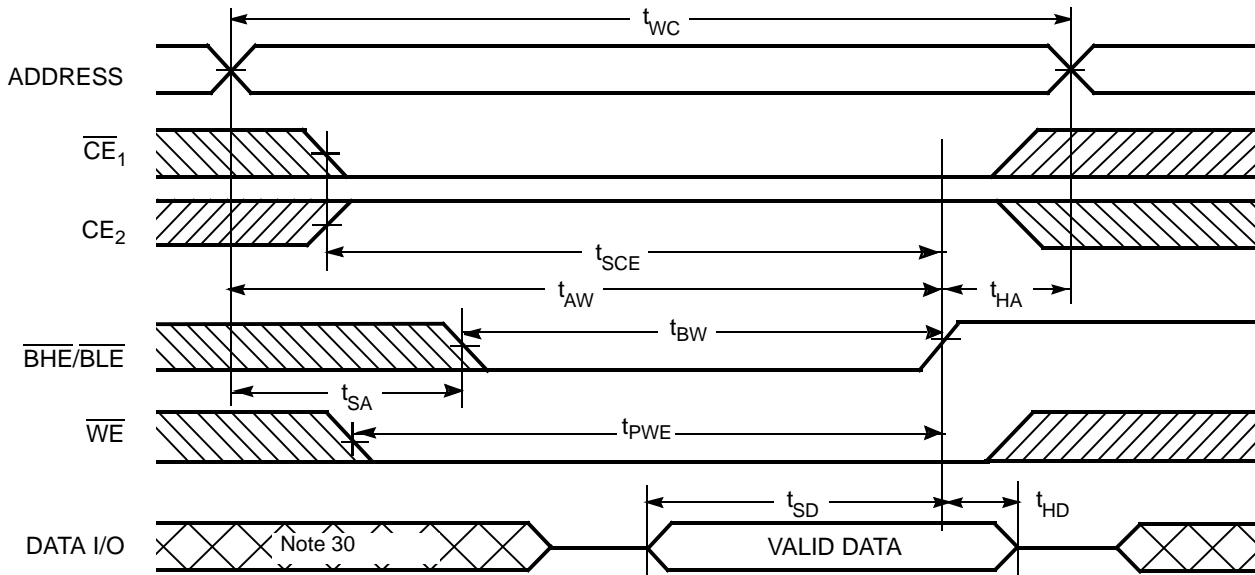 tWC
ADDRESS
CE1
CE2
tSCE
tAW
tHA
tBW
BHE/BLE
tSA
WE
tPWE
tSD
tHD
DATA I/O
Note 30
VALID DATA